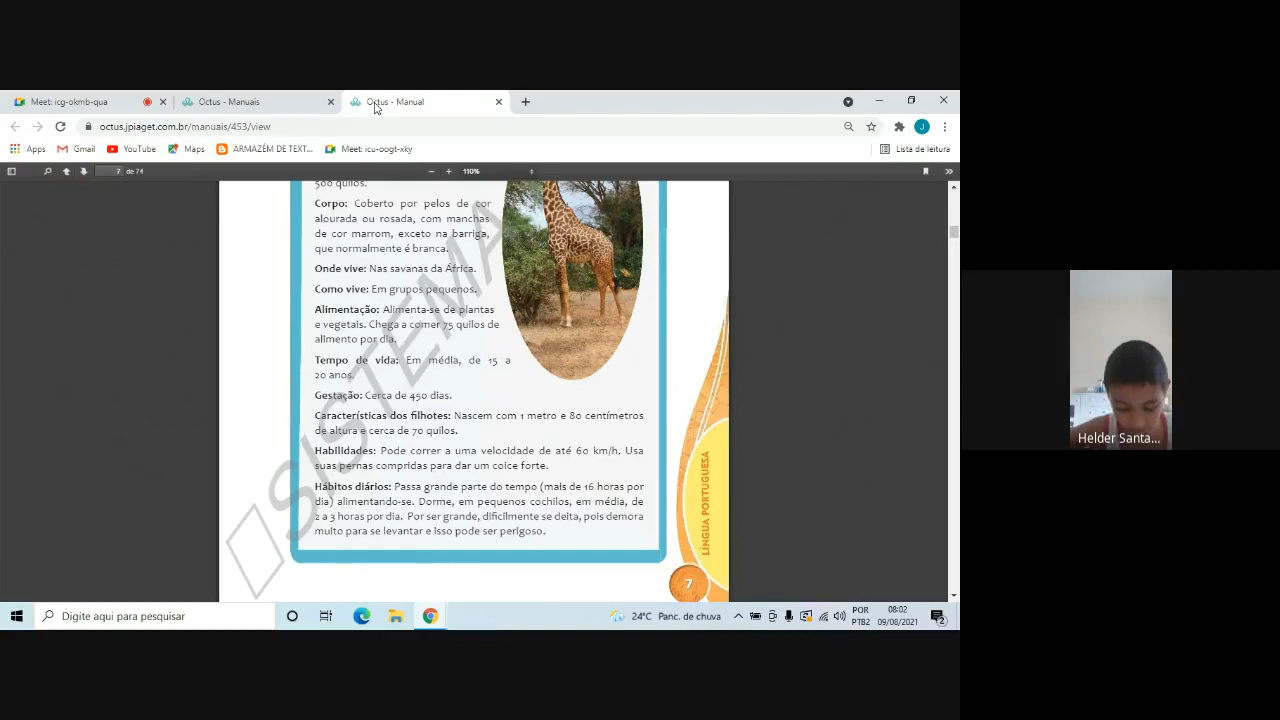 Meet: icg-okmb-qua
Octus - Manuais
Octus - Manual
octus.jpiaget.com.br/manuais/453/view
Apps
Gmail
YouTube
Maps
ARMAZÉM DE TEXT...
Meet: icu-oogt-xky
Lista de leitura
7 de 74
110%
500 quilos.
Corpo: Coberto por pelos de cor
alourada ou rosada, com manchas
de cor marrom, exceto na barriga,
que normalmente é branca.
Onde vive: Nas savanas da África.
Como vive: Em grupos pequenos.
Alimentação: Alimenta-se de plantas
e vegetais. Chega a comer 75 quilos de
alimento por dia.
Tempo de vida: Em média, de 15 a
20 anos.
Gestação: Cerca de 450 dias.
Características dos filhotes: Nascem com 1 metro e 80 centímetros
de altura e cerca de 70 quilos.
Habilidades: Pode correr a uma velocidade de até 60 km/h. Usa
suas pernas compridas para dar um coice forte.
Hábitos diários: Passa grande parte do tempo (mais de 16 horas por
dia) alimentando-se. Dorme, em pequenos cochilos, em média, de
2 a 3 horas por dia. Por ser grande, dificilmente se deita, pois demora
muito para se levantar e isso pode ser perigoso.
SISTEMA
LÍNGUA PORTUGUESA
7
Helder Santa...
Digite aqui para pesquisar
24°C Panc. de chuva
POR
PTB2
08:02
09/08/2021
2